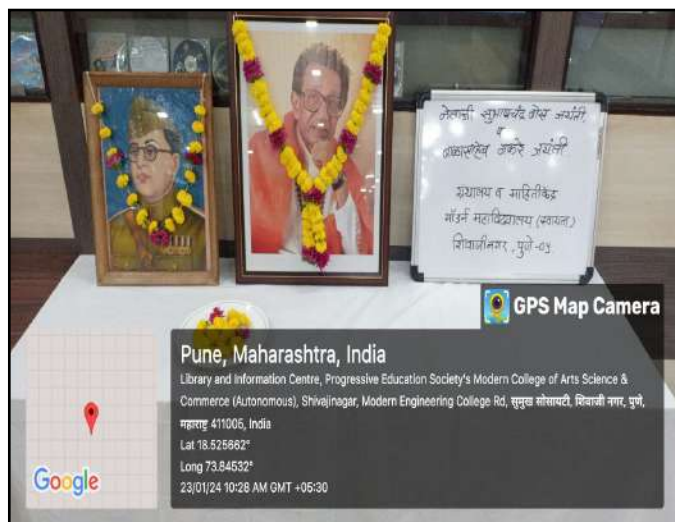 नेताजी सुभाषचंद्र बोस जयंती,
व
बाळासाहेब ठाकरे जयंती
ग्रंथालय व माहितीकेंद्र
मॉडर्न महाविद्यालय (स्वायत्त)
शिवाजीनगर, पुणे-०५
GPS Map Camera
Pune, Maharashtra, India
Library and Information Centre, Progressive Education Society's Modern College of Arts Science &
Commerce (Autonomous), Shivajinagar, Modern Engineering College Rd, सुमुख सोसायटी, शिवाजी नगर, पुणे,
महाराष्ट्र 411005, India
Lat 18.525662°
Long 73.84532°
23/01/24 10:28 AM GMT +05:30
Google